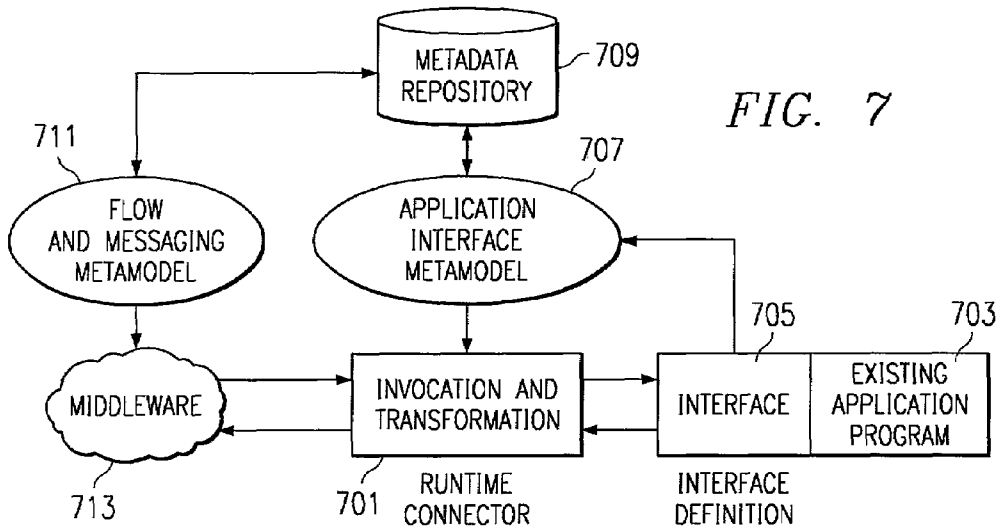 METADATA
REPOSITORY
709
FIG. 7
711
707
FLOW
AND MESSAGING
METAMODEL
APPLICATION
INTERFACE
METAMODEL
705
703
MIDDLEWARE
INVOCATION AND
TRANSFORMATION
INTERFACE
EXISTING
APPLICATION
PROGRAM
713
701
RUNTIME
CONNECTOR
INTERFACE
DEFINITION